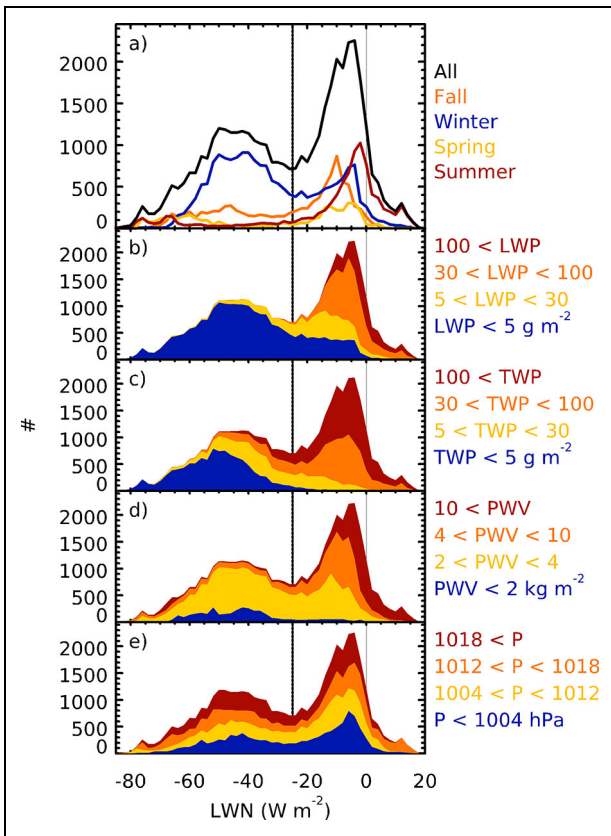 a)
2000
1500
1000
500
0
All
Fall
Winter
Spring
Summer
b)
2000
1500
1000
500
0
100 < LWP
30 < LWP < 100
5 < LWP < 30
LWP < 5 g m⁻²
c)
2000
1500
1000
500
0
100 < TWP
30 < TWP < 100
5 < TWP < 30
TWP < 5 g m⁻²
#
d)
2000
1500
1000
500
0
10 < PWV
4 < PWV < 10
2 < PWV < 4
PWV < 2 kg m⁻²
e)
2000
1500
1000
500
0
1018 < P
1012 < P < 1018
1004 < P < 1012
P < 1004 hPa
-80 -60 -40 -20 0 20
LWN (W m⁻²)